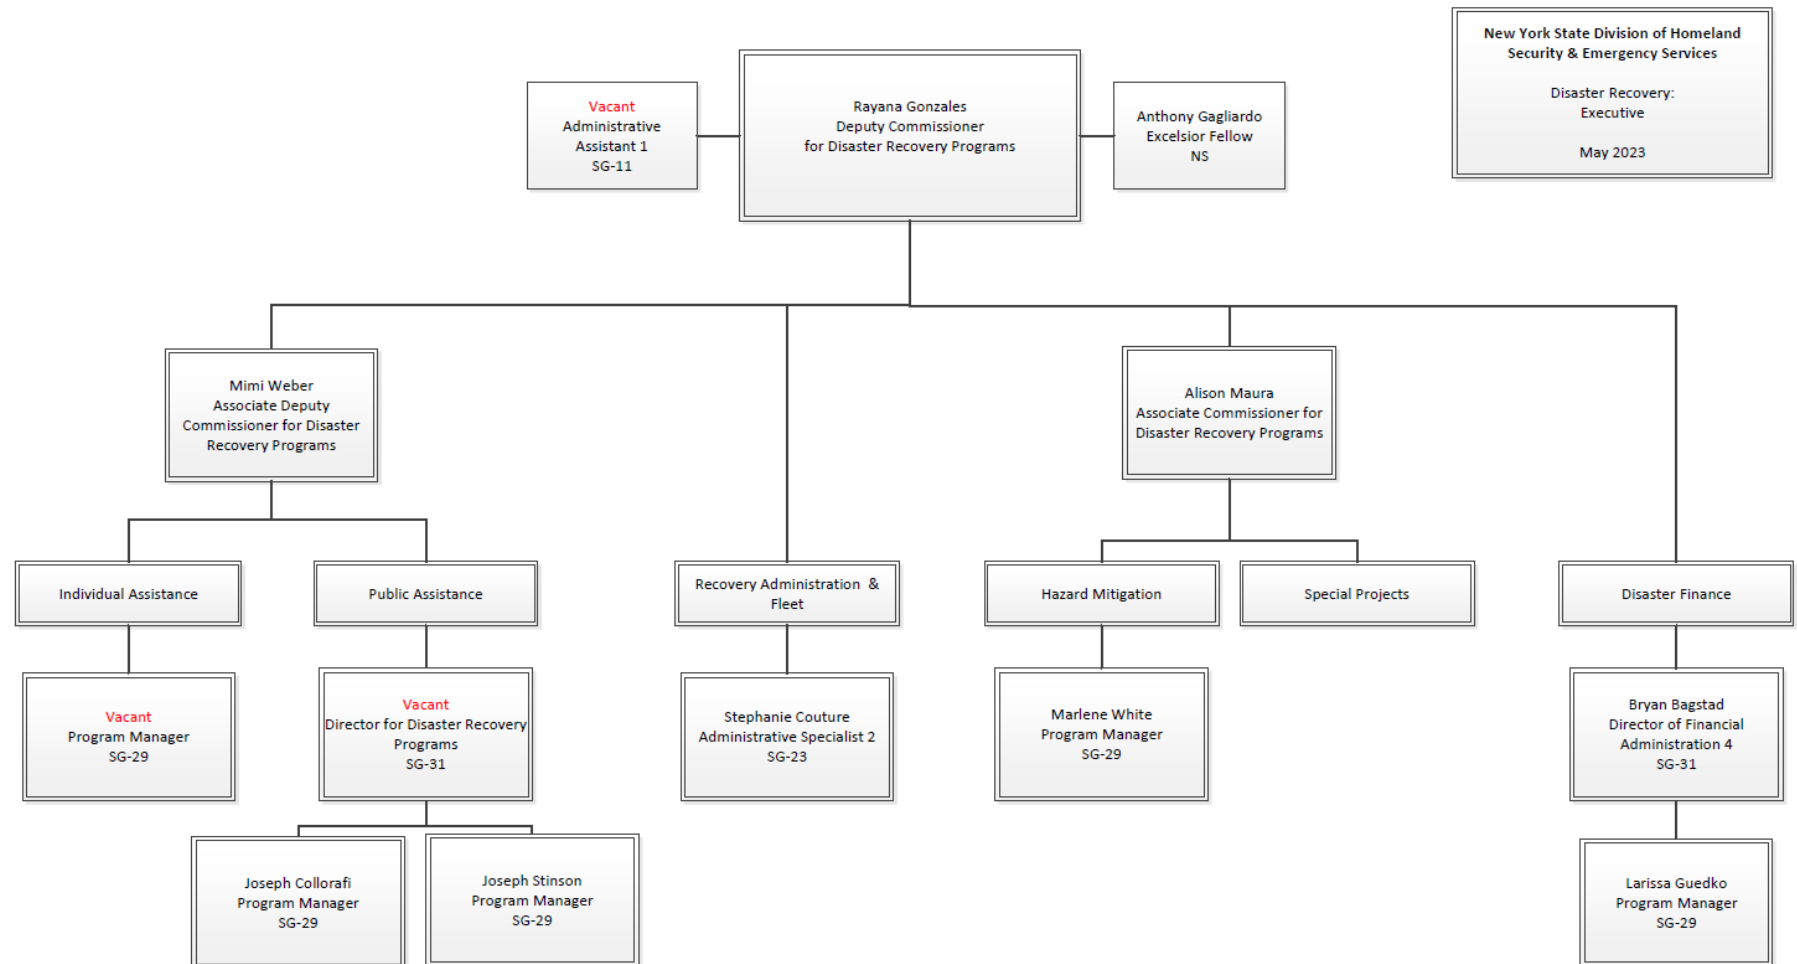 New York State Division of Homeland
Security & Emergency Services
Disaster Recovery:
Executive
May 2023
Vacant
Administrative
Assistant 1
SG-11
Rayana Gonzales
Deputy Commissioner
for Disaster Recovery Programs
Anthony Gagliardo
Excelsior Fellow
NS
Mimi Weber
Associate Deputy
Commissioner for Disaster
Recovery Programs
Alison Maura
Associate Commissioner for
Disaster Recovery Programs
Individual Assistance
Public Assistance
Recovery Administration &
Fleet
Hazard Mitigation
Special Projects
Disaster Finance
Vacant
Program Manager
SG-29
Vacant
Director for Disaster Recovery
Programs
SG-31
Stephanie Couture
Administrative Specialist 2
SG-23
Marlene White
Program Manager
SG-29
Bryan Bagstad
Director of Financial
Administration 4
SG-31
Joseph Collorafi
Program Manager
SG-29
Joseph Stinson
Program Manager
SG-29
Larissa Guedko
Program Manager
SG-29